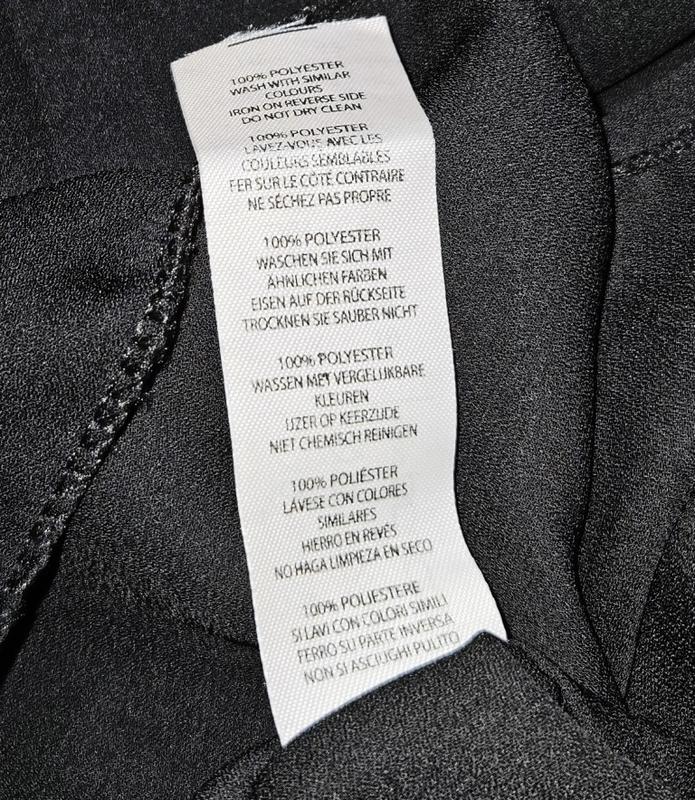 100% POLYESTER
WASH WITH SIMILAR
COLOURS
IRON ON REVERSE SIDE
DO NOT DRY CLEAN
100% POLYESTER
LAVEZ-VOUS AVEC LES
COULEURS SEMBLABLES
FER SUR LE CÔTÉ CONTRAIRE
NE SÉCHEZ PAS PROPRE
100% POLYESTER
WASCHEN SIE SICH MIT
ÄHNLICHEN FARBEN
EISEN AUF DER RÜCKSEITE
TROCKNEN SIE SAUBER NICHT
100% POLYESTER
WASSEN MET VERGELIJKBARE
KLEUREN
IJZER OP KEERZIJDE
NIET CHEMISCH REINIGEN
100% POLIÉSTER
LÁVESE CON COLORES
SIMILARES
HIERRO EN REVÉS
NO HAGA LIMPIEZA EN SECO
100% POLIESTERE
SI LAVI CON COLORI SIMILI
FERRO SU PARTE INVERSA
NON SI ASCIUGHI PULITO